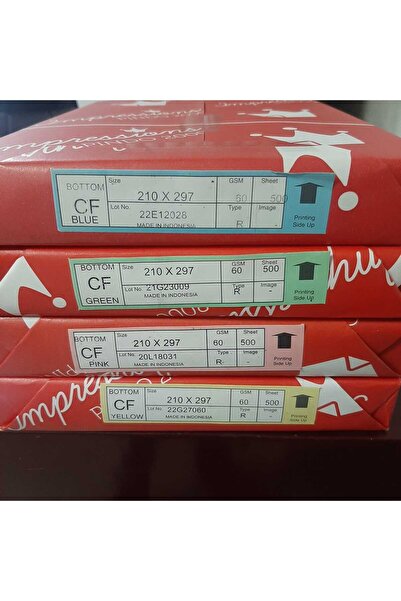 Impressions
BOTTOM
CF
BLUE
Size
210 X 297
GSM
60
Sheet
500
Lot No.
22E12028
MADE IN INDONESIA
Type
R
Image
-
Printing
Side Up
BOTTOM
CF
GREEN
Size
210 X 297
GSM
60
Sheet
500
Lot No.
21G23009
MADE IN INDONESIA
Type
R
Image
-
Printing
Side Up
BOTTOM
CF
PINK
Size
210 X 297
GSM
60
Sheet
500
Lot No.
20L18031
MADE IN INDONESIA
Type
R
Image
-
Printing
Side Up
BOTTOM
CF
YELLOW
Size
210 X 297
GSM
60
Sheet
500
Lot No.
22G27060
MADE IN INDONESIA
Type
R
Image
-
Printing
Side Up